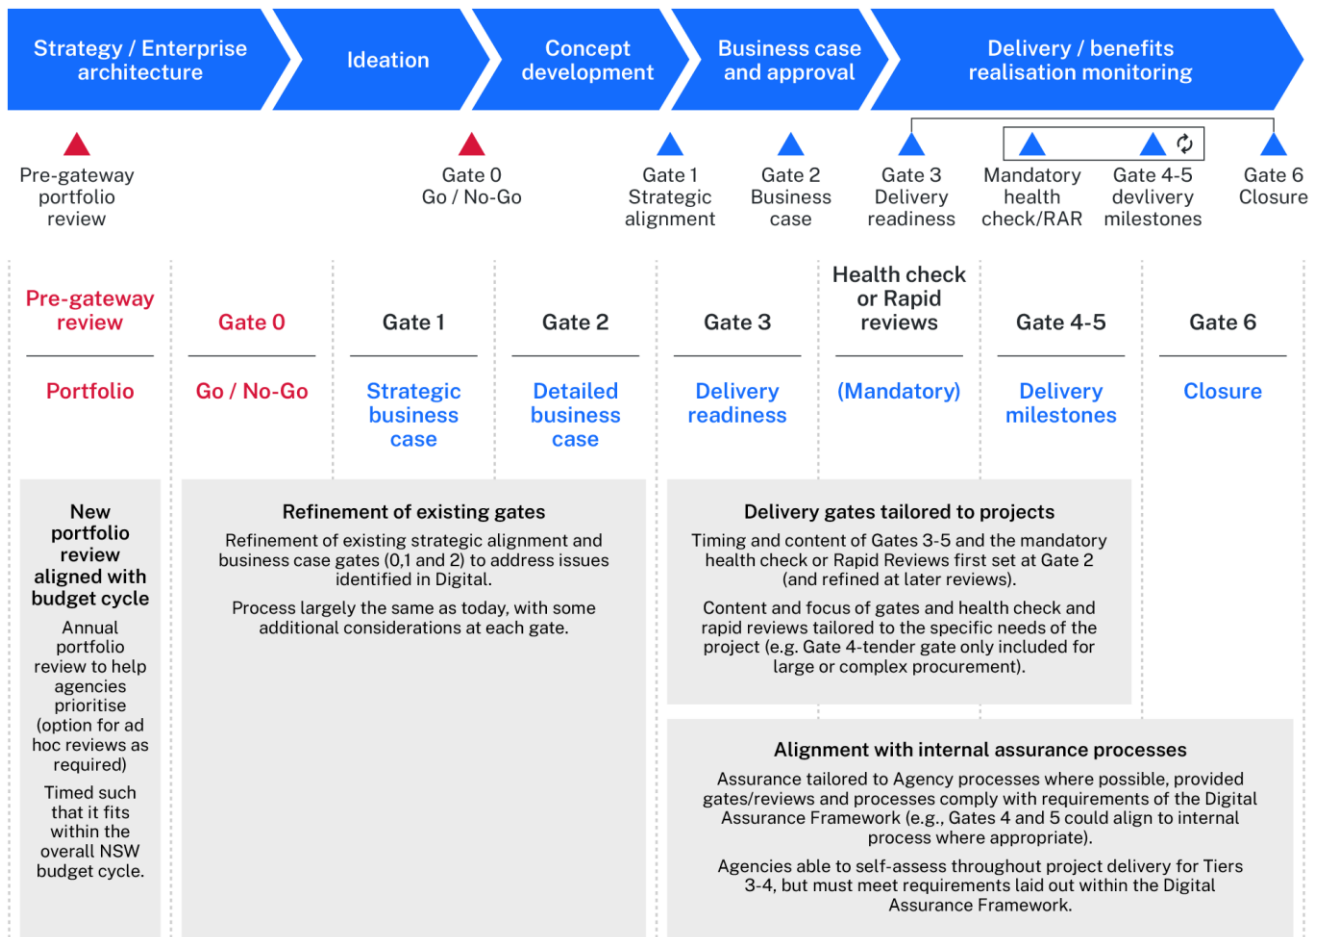 Strategy / Enterprise
architecture
Ideation
Concept
development
Business case
and approval
Delivery / benefits
realisation monitoring
Pre-gateway
portfolio
review
Gate 0
Go / No-Go
Gate 1
Strategic
alignment
Gate 2
Business
case
Gate 3
Delivery
readiness
Mandatory
health
check/RAR
Gate 4-5
devlivery
milestones
Gate 6
Closure
Pre-gateway
review
Portfolio
Gate 0
Go / No-Go
Gate 1
Strategic
business
case
Gate 2
Detailed
business
case
Gate 3
Delivery
readiness
Health check
or Rapid
reviews
(Mandatory)
Gate 4-5
Delivery
milestones
Gate 6
Closure
New
portfolio
review
aligned with
budget cycle
Annual
portfolio
review to help
agencies
prioritise
(option for ad
hoc reviews as
required)
Timed such
that it fits
within the
overall NSW
budget cycle.
Refinement of existing gates
Refinement of existing strategic alignment and
business case gates (0,1 and 2) to address issues
identified in Digital.
Process largely the same as today, with some
additional considerations at each gate.
Delivery gates tailored to projects
Timing and content of Gates 3-5 and the mandatory
health check or Rapid Reviews first set at Gate 2
(and refined at later reviews).
Content and focus of gates and health check and
rapid reviews tailored to the specific needs of the
project (e.g. Gate 4-tender gate only included for
large or complex procurement).
Alignment with internal assurance processes
Assurance tailored to Agency processes where possible, provided
gates/reviews and processes comply with requirements of the Digital
Assurance Framework (e.g., Gates 4 and 5 could align to internal
process where appropriate).
Agencies able to self-assess throughout project delivery for Tiers
3-4, but must meet requirements laid out within the Digital
Assurance Framework.